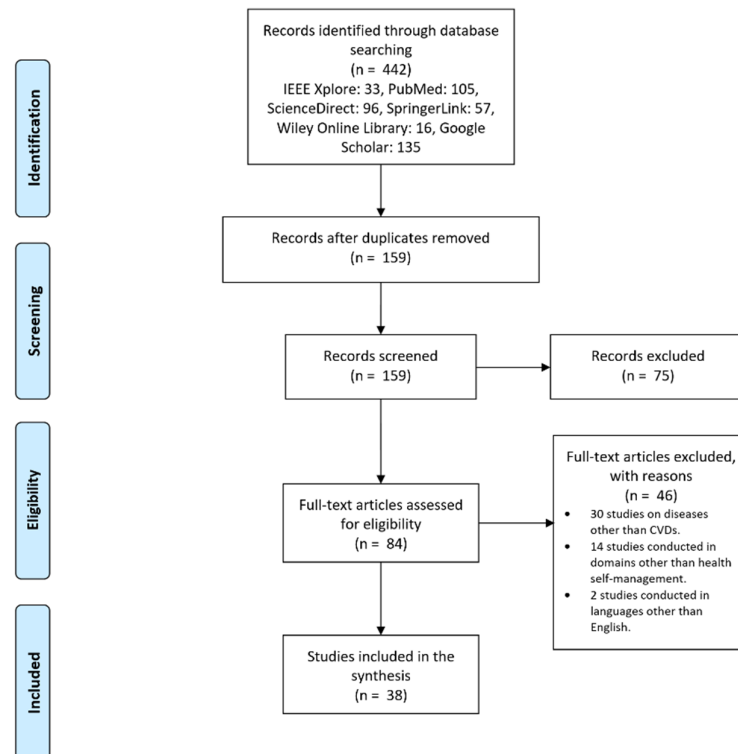 Identification
Records identified through database
searching
(n = 442)
IEEE Xplore: 33, PubMed: 105,
ScienceDirect: 96, SpringerLink: 57,
Wiley Online Library: 16, Google
Scholar: 135
Records after duplicates removed
(n = 159)
Screening
Records screened
(n = 159)
Records excluded
(n = 75)
Eligibility
Full-text articles assessed
for eligibility
(n = 84)
Full-text articles excluded,
with reasons
(n = 46)
• 30 studies on diseases
other than CVDs.
• 14 studies conducted in
domains other than health
self-management.
• 2 studies conducted in
languages other than
English.
Included
Studies included in the
synthesis
(n = 38)